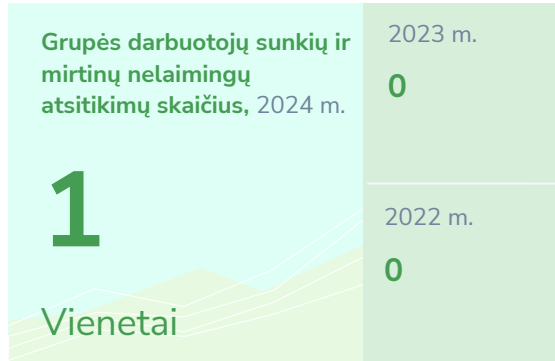 Grupės darbuotojų sunkių ir
mirtinų nelaimingų
atsitikimų skaičius, 2024 m.
1
Vienetai
2023 m.
0
2022 m.
0